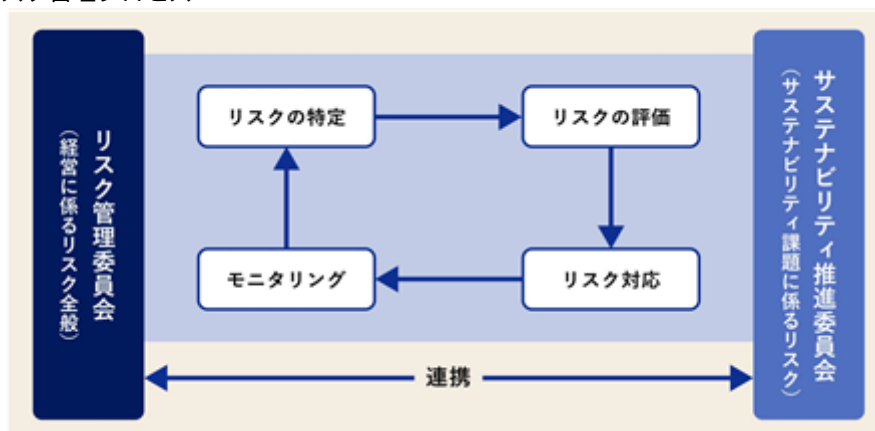 リスク管理委員会
（経営に係るリスク全般）
リスクの特定
リスクの評価
モニタリング
リスク対応
連携
サステナビリティ推進委員会
（サステナビリティ課題に係るリスク）